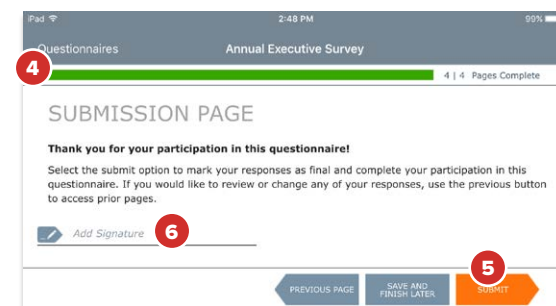 iPad 2:48 PM 99%
Questionnaires Annual Executive Survey
4
4 | 4 Pages Complete
SUBMISSION PAGE
Thank you for your participation in this questionnaire!
Select the submit option to mark your responses as final and complete your participation in this
questionnaire. If you would like to review or change any of your responses, use the previous button
to access prior pages.
Add Signature 6
5
PREVIOUS PAGE
SAVE AND
FINISH LATER
SUBMIT